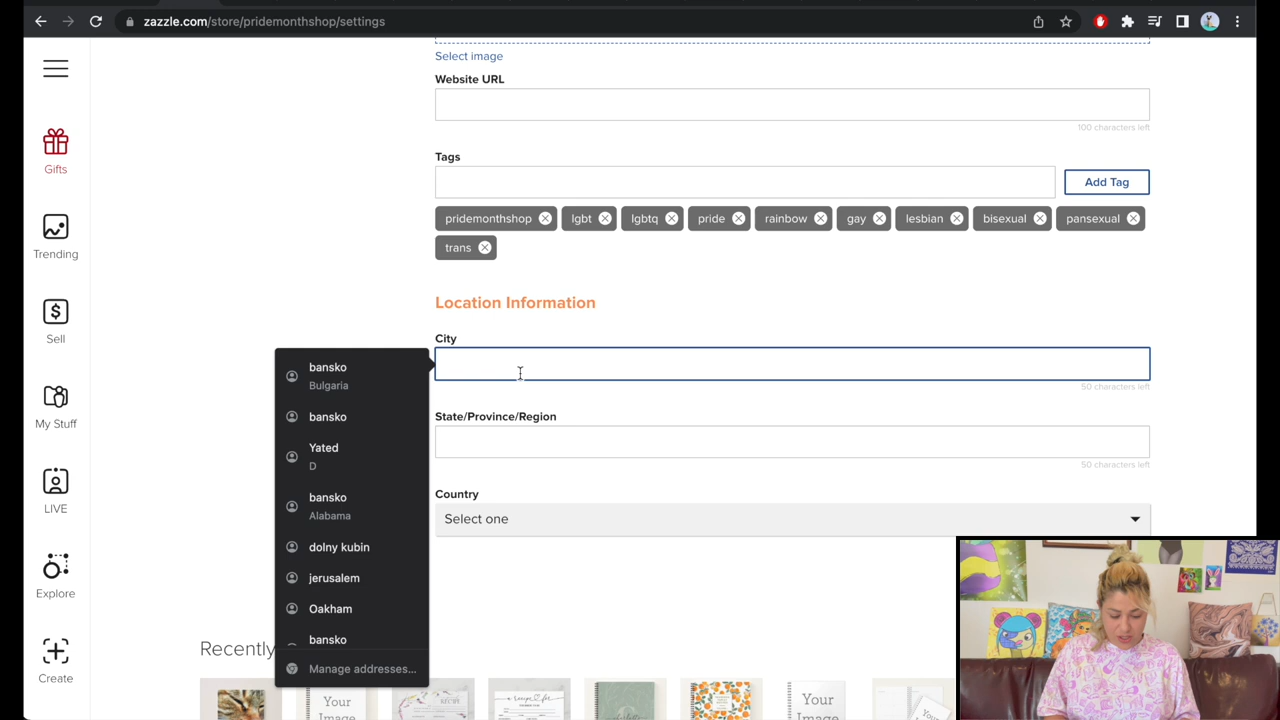 zazzle.com/store/pridemonthshop/settings
Select image
Website URL
100 characters left
Gifts
Tags
Add Tag
pridemonthshop
lgbt
lgbtq
pride
rainbow
gay
lesbian
bisexual
pansexual
trans
Trending
Location Information
Sell
City
50 characters left
bansko
Bulgaria
bansko
Yated
D
bansko
Alabama
dolny kubin
jerusalem
Oakham
bansko
Manage addresses...
My Stuff
State/Province/Region
50 characters left
LIVE
Country
Select one
Explore
Recently
Create
Your
Image
Your
Image